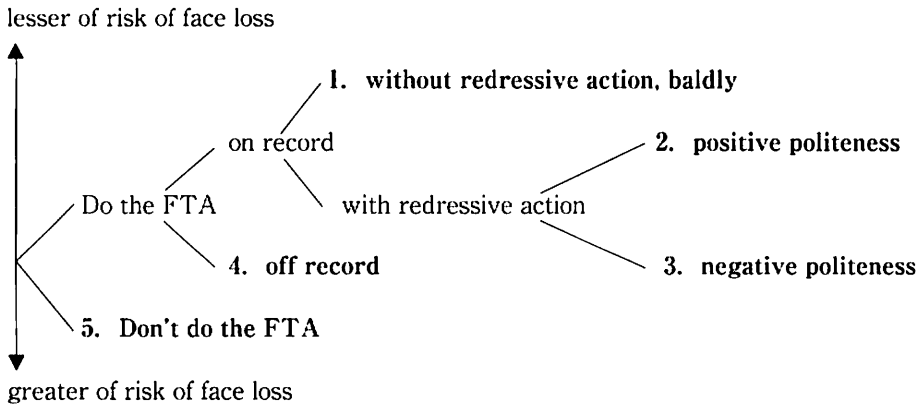 lesser of risk of face loss
1. without redressive action, baldly
on record
2. positive politeness
Do the FTA
with redressive action
4. off record
3. negative politeness
5. Don't do the FTA
greater of risk of face loss